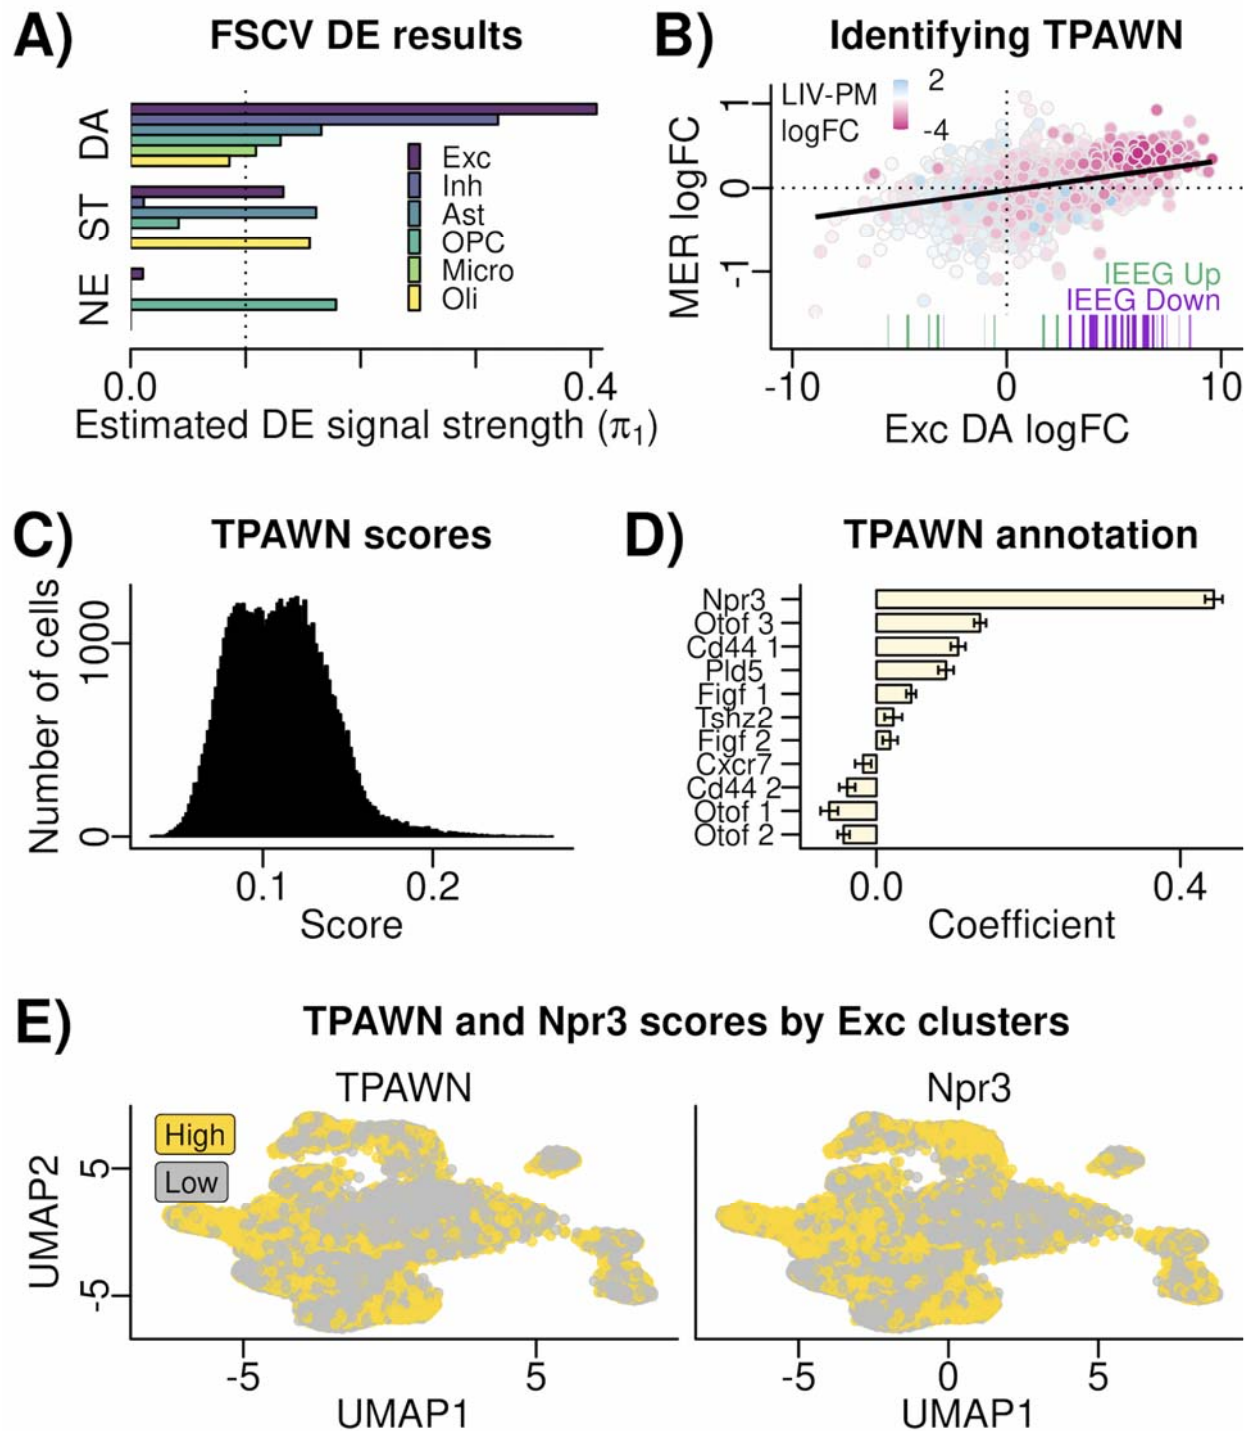 A)
FSCV DE results
DA
ST
NE
Exc
Inh
Ast
OPC
Micro
Oli
0.0
0.4
Estimated DE signal strength (π₁)
B)
Identifying TPAWN
LIV-PM
logFC
2
-4
MER logFC
1
0
-1
IEEG Up
IEEG Down
-10
0
10
Exc DA logFC
C)
TPAWN scores
Number of cells
1000
0
0.1
0.2
Score
D)
TPAWN annotation
Npr3
Otof 3
Cd44 1
Pld5
Figf 1
Tshz2
Figf 2
Cxcr7
Cd44 2
Otof 1
Otof 2
0.0
0.4
Coefficient
E)
TPAWN and Npr3 scores by Exc clusters
TPAWN
Npr3
High
Low
UMAP2
5
-5
-5
5
UMAP1
-5
0
5
UMAP1